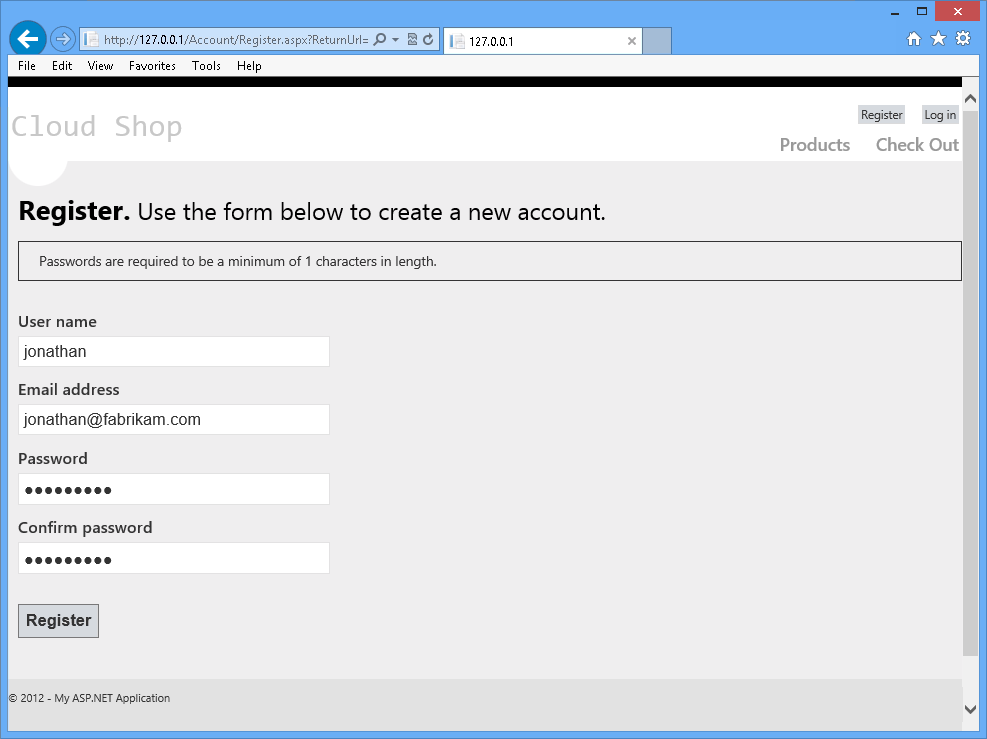 http://127.0.0.1/Account/Register.aspx?ReturnUrl=
127.0.0.1
File Edit View Favorites Tools Help
Cloud Shop
Register Log in
Products Check Out
Register. Use the form below to create a new account.
Passwords are required to be a minimum of 1 characters in length.
User name
jonathan
Email address
jonathan@fabrikam.com
Password
●●●●●●●●●
Confirm password
●●●●●●●●●
Register
© 2012 - My ASP.NET Application